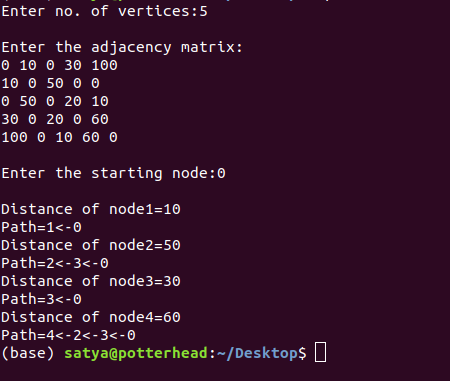 Enter no. of vertices:5
Enter the adjacency matrix:
0 10 0 30 100
10 0 50 0 0
0 50 0 20 10
30 0 20 0 60
100 0 10 60 0
Enter the starting node:0
Distance of node1=10
Path=1<-0
Distance of node2=50
Path=2<-3<-0
Distance of node3=30
Path=3<-0
Distance of node4=60
Path=4<-2<-3<-0
(base) satya@potterhead:~/Desktop$